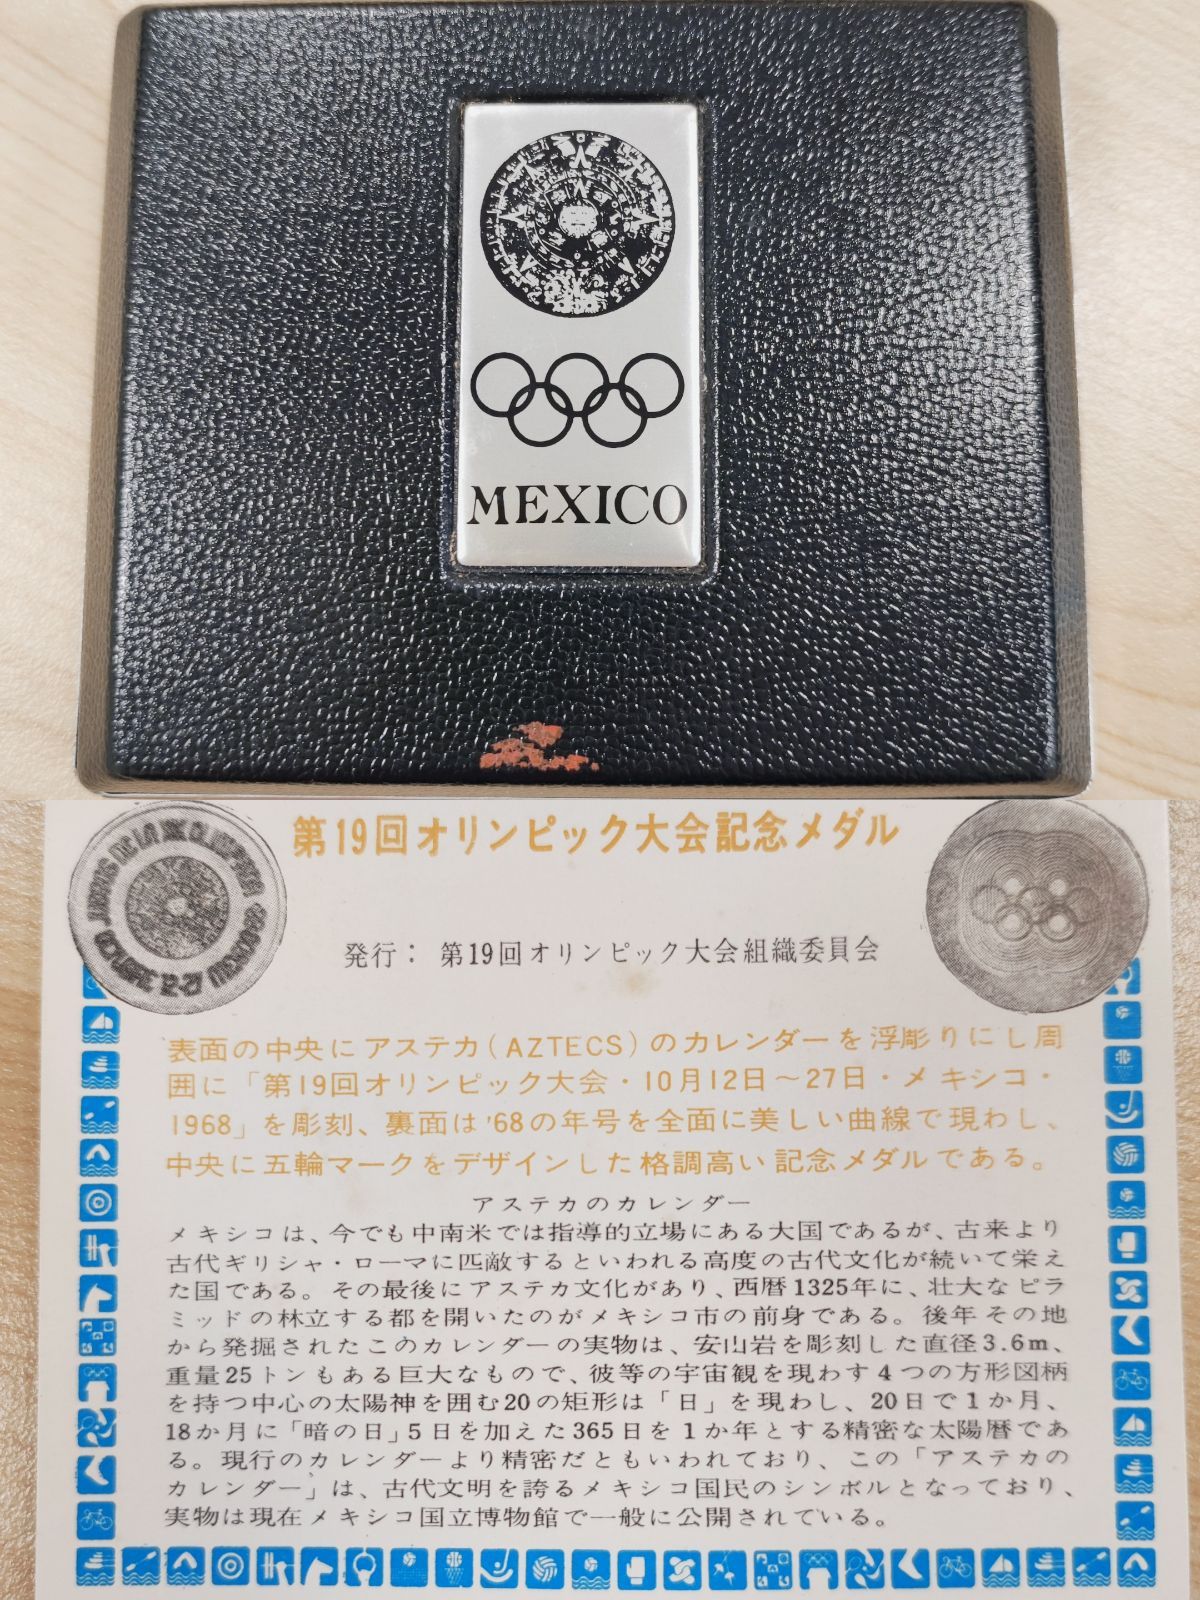 MEXICO
第19回オリンピック大会記念メダル
発行： 第19回オリンピック大会組織委員会
表面の中央にアステカ(AZTECS)のカレンダーを浮彫りにし周
囲に「第19回オリンピック大会・10月12日～27日・メキシコ・
1968」を彫刻、裏面は'68の年号を全面に美しい曲線で現わし、
中央に五輪マークをデザインした格調高い記念メダルである。
アステカのカレンダー
メキシコは、今でも中南米では指導的立場にある大国であるが、古来より
古代ギリシャ・ローマに匹敵するといわれる高度の古代文化が続いて栄え
た国である。その最後にアステカ文化があり、西暦1325年に、壮大なピラ
ミッドの林立する都を開いたのがメキシコ市の前身である。後年その地
から発掘されたこのカレンダーの実物は、安山岩を彫刻した直径3.6m、
重量25トンもある巨大なもので、彼等の宇宙観を現わす4つの方形図柄
を持つ中心の太陽神を囲む20の矩形は「日」を現わし、20日で1か月、
18か月に「暗の日」5日を加えた365日を1か年とする精密な太陽暦であ
る。現行のカレンダーより精密だともいわれており、この「アステカの
カレンダー」は、古代文明を誇るメキシコ国民のシンボルとなっており、
実物は現在メキシコ国立博物館で一般に公開されている。